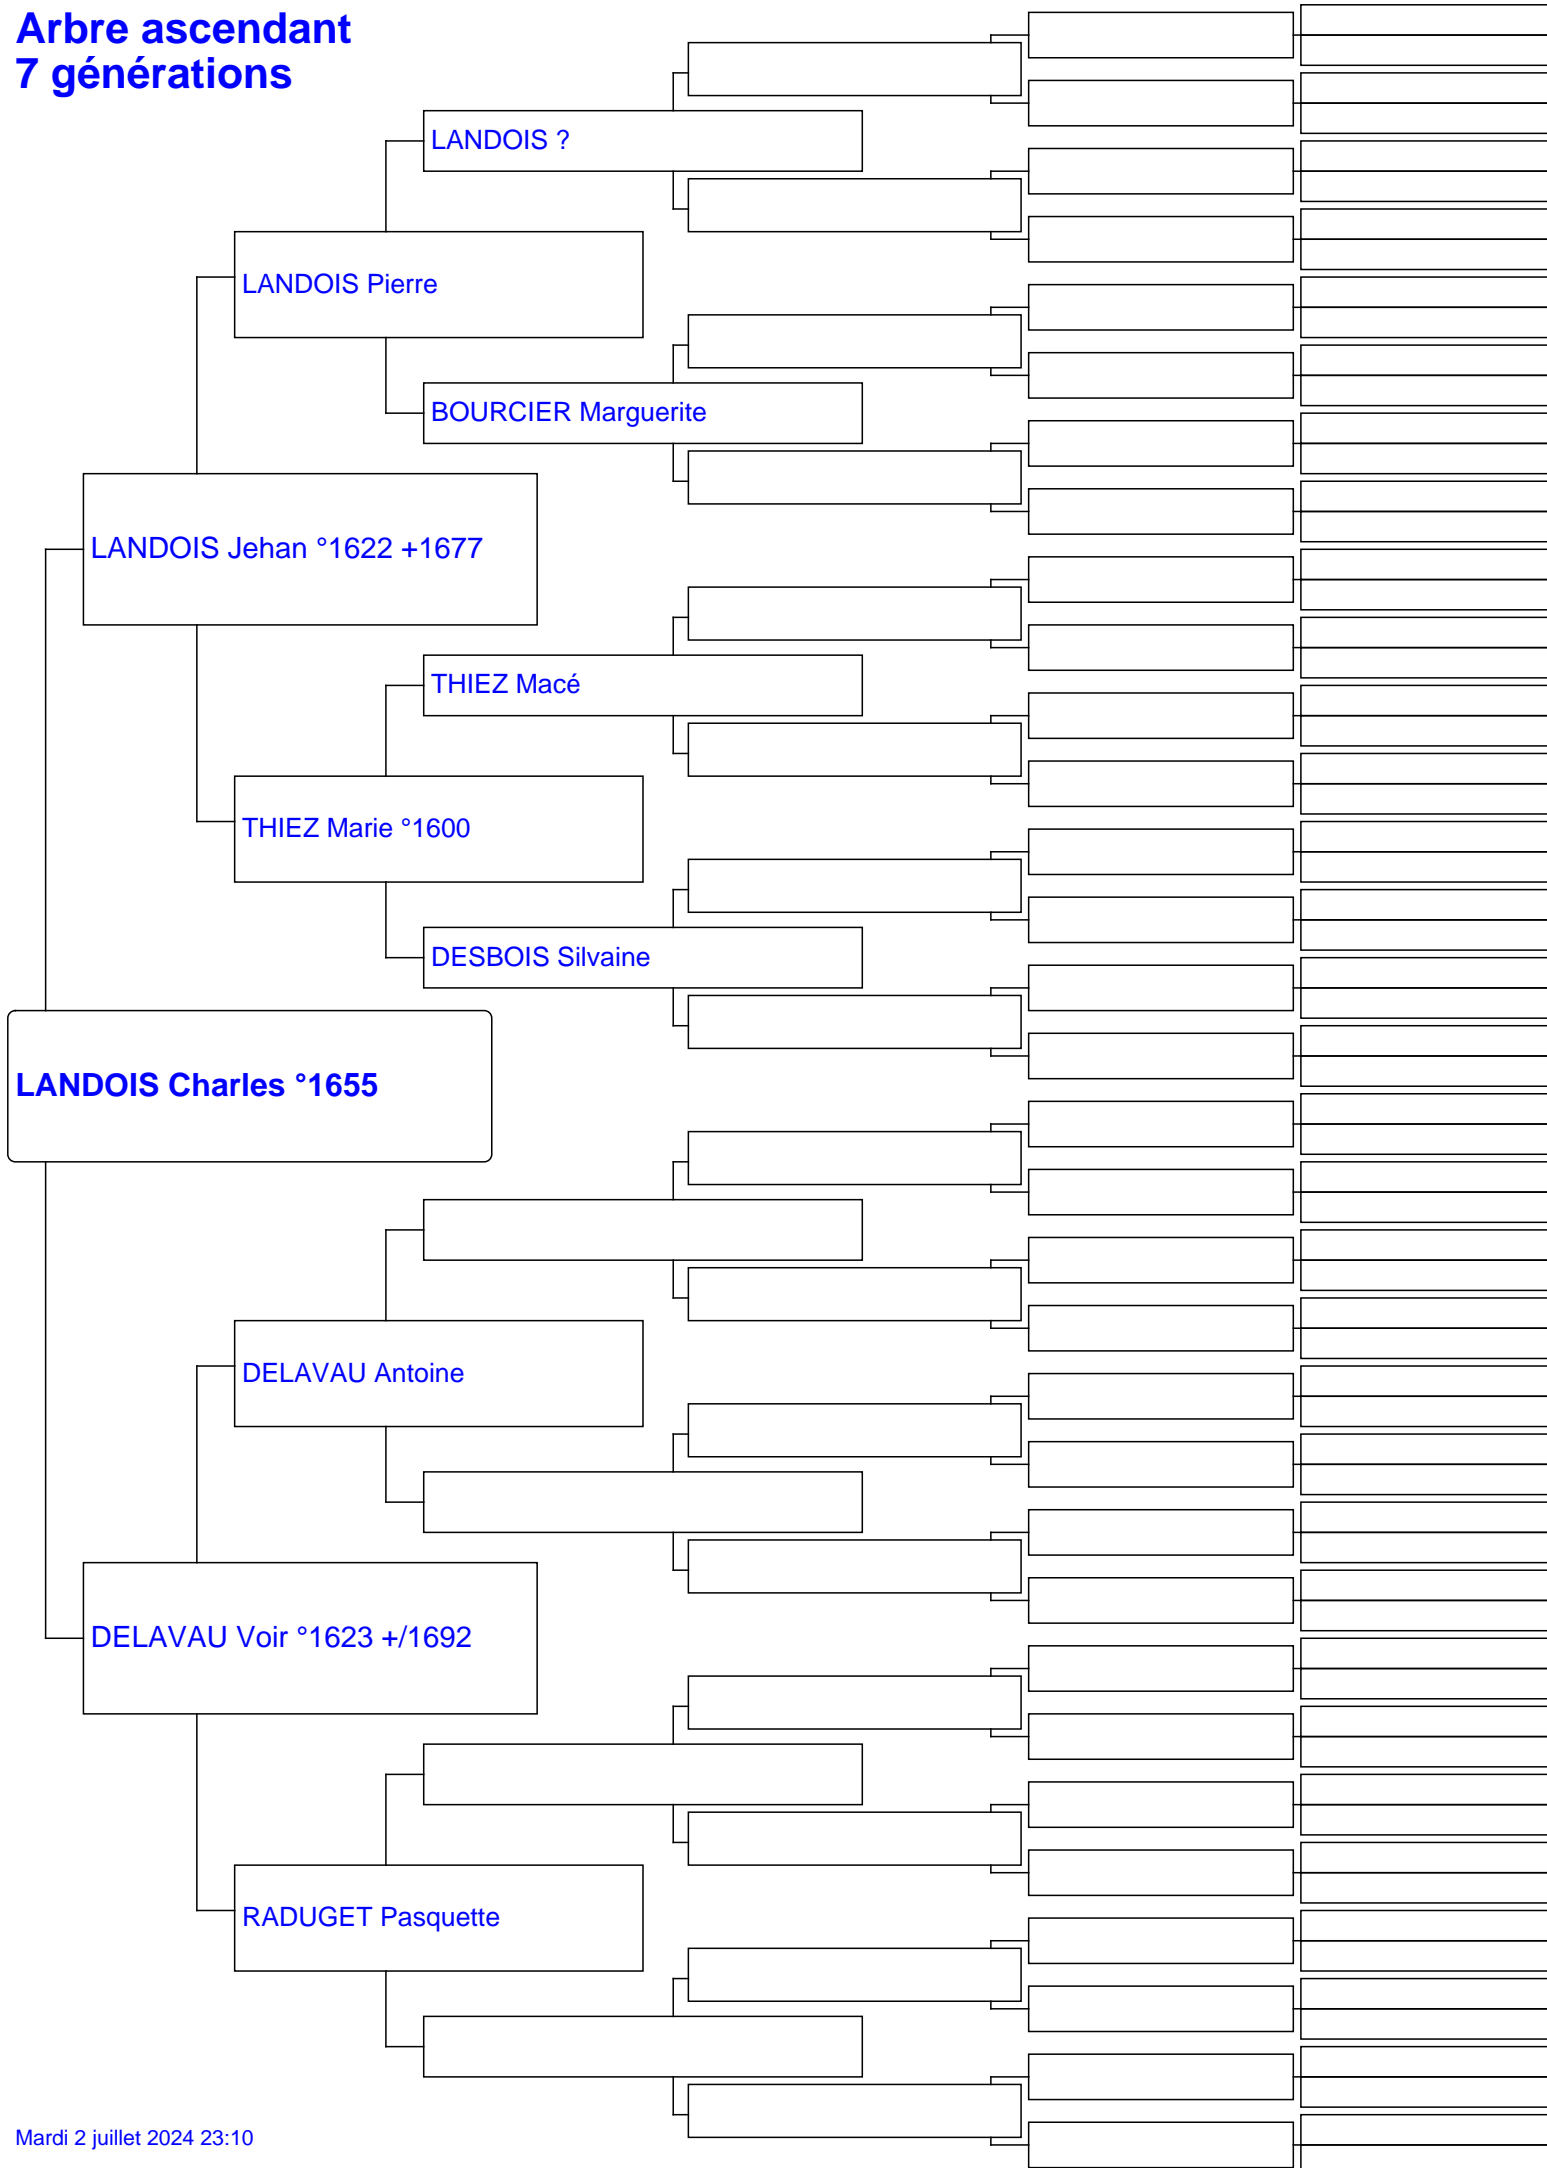 Arbre ascendant
7 générations
LANDOIS ?
LANDOIS Pierre
BOURCIER Marguerite
LANDOIS Jehan °1622 +1677
THIEZ Macé
THIEZ Marie °1600
DESBOIS Silvaine
LANDOIS Charles °1655
DELAVAU Antoine
DELAVAU Voir °1623 +/1692
RADUGET Pasquette
Mardi 2 juillet 2024 23:10